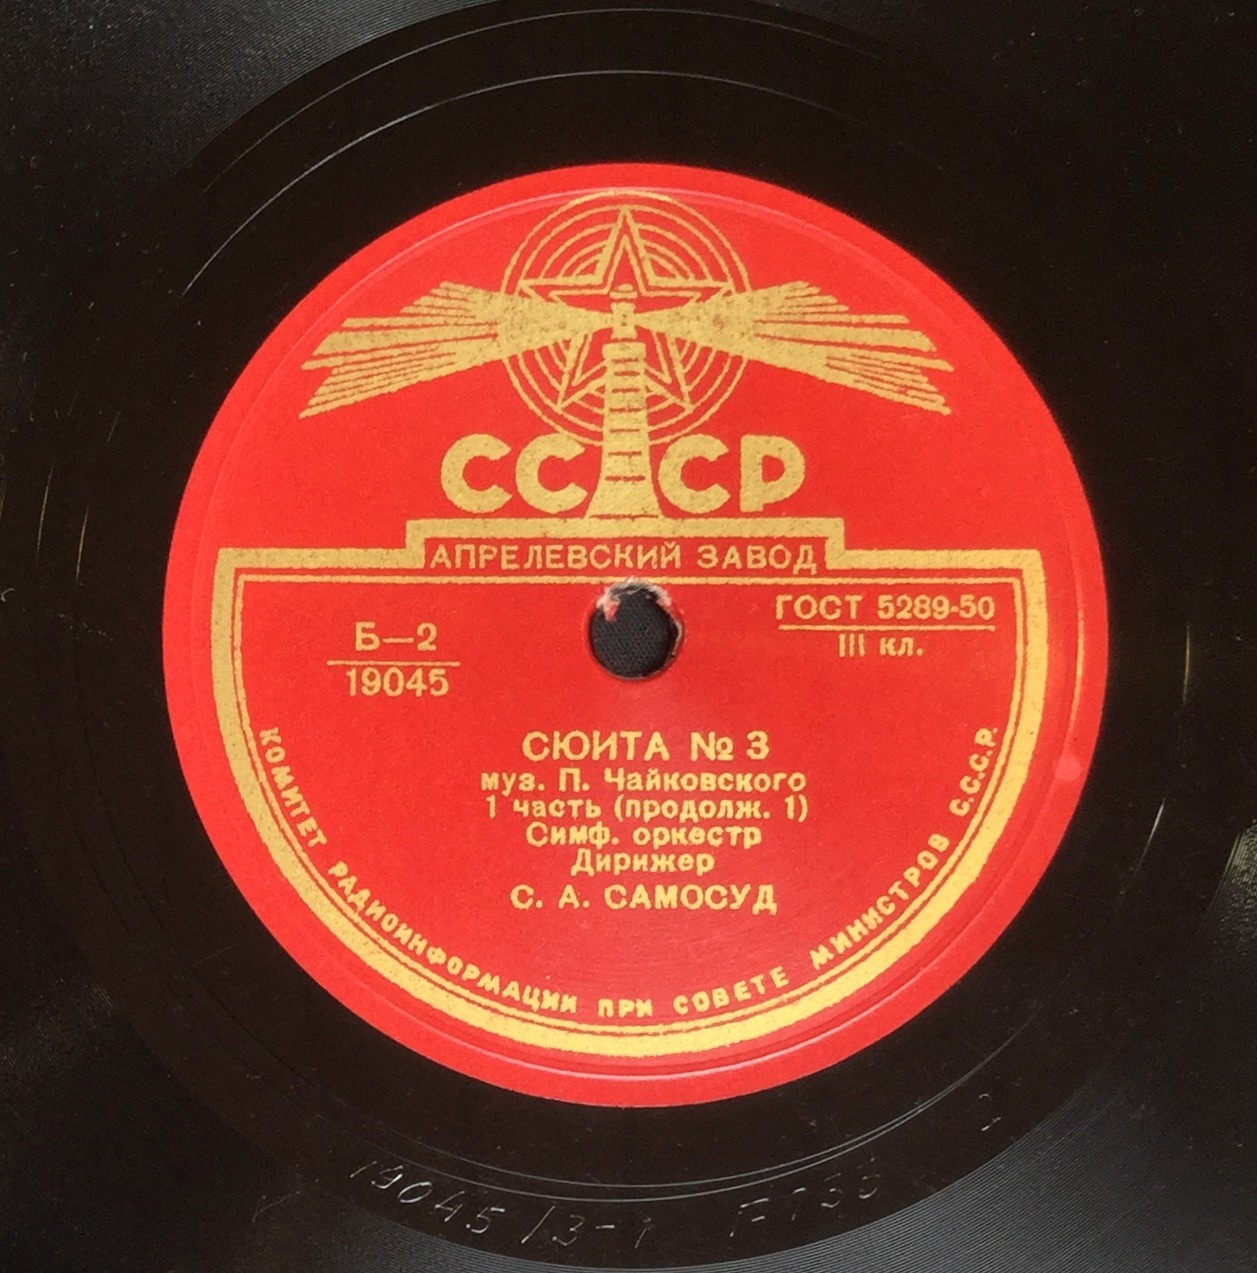 СССР
АПРЕЛЕВСКИЙ ЗАВОД
Б—2
19045
ГОСТ 5289-50
III кл.
СЮИТА № 3
муз. П. Чайковского
1 часть (продолж. 1)
Симф. оркестр
Дирижер
С. А. САМОСУД
КОМИТЕТ РАДИОИНФОРМАЦИИ ПРИ СОВЕТЕ МИНИСТРОВ С.С.С.Р.
19045 /3-1